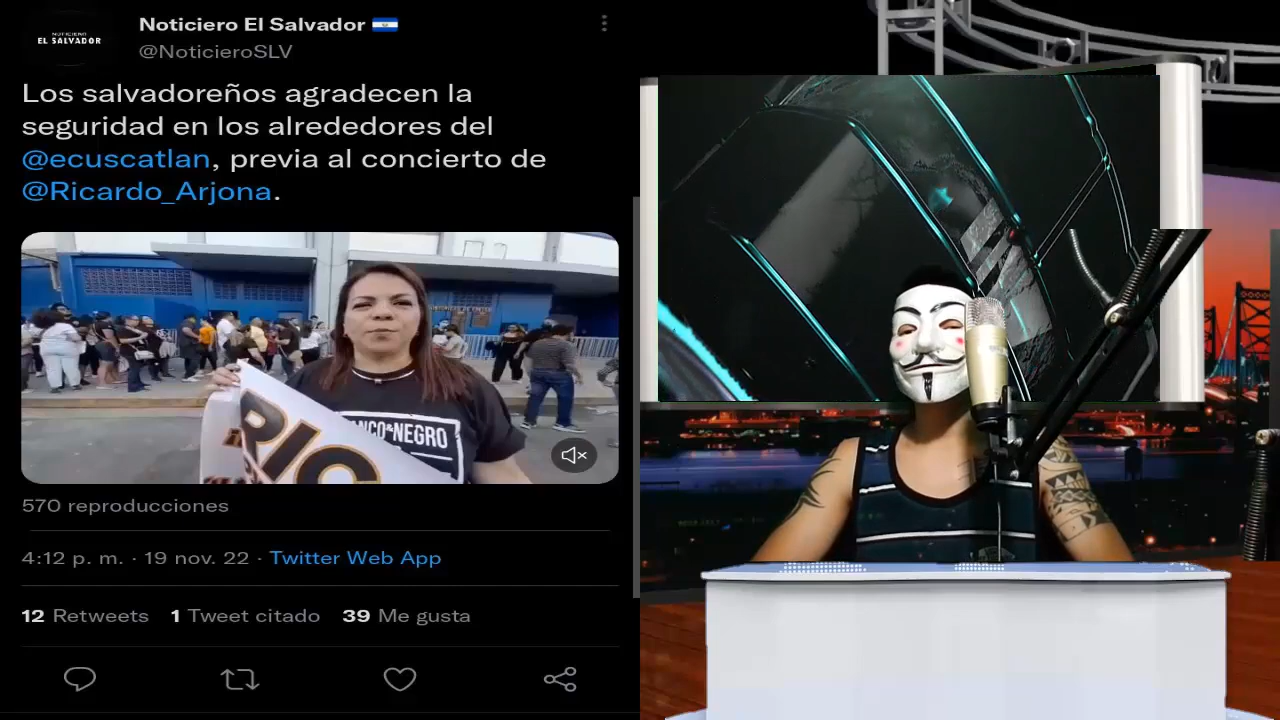 NOTICIERO
EL SALVADOR
Noticiero El Salvador 🇸🇻
@NoticieroSLV
Los salvadoreños agradecen la
seguridad en los alrededores del
@ecuscatlan, previa al concierto de
@Ricardo_Arjona.
NCO&NEGRO
RIC
570 reproducciones
4:12 p. m. · 19 nov. 22 · Twitter Web App
12 Retweets 1 Tweet citado 39 Me gusta